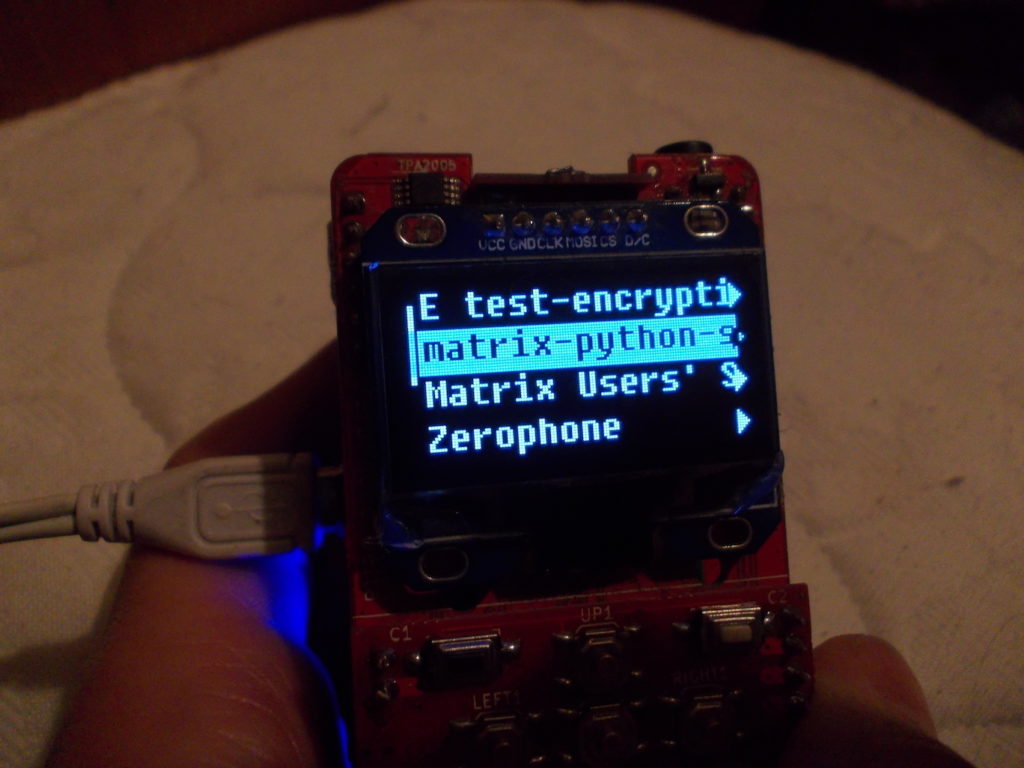 TPA2005
VCC GND CLK MOSI CS D/C
E test-encrypti
matrix-python-s
Matrix Users' S
Zerophone
C1
UP1
C2
LEFT1
RIGHT1